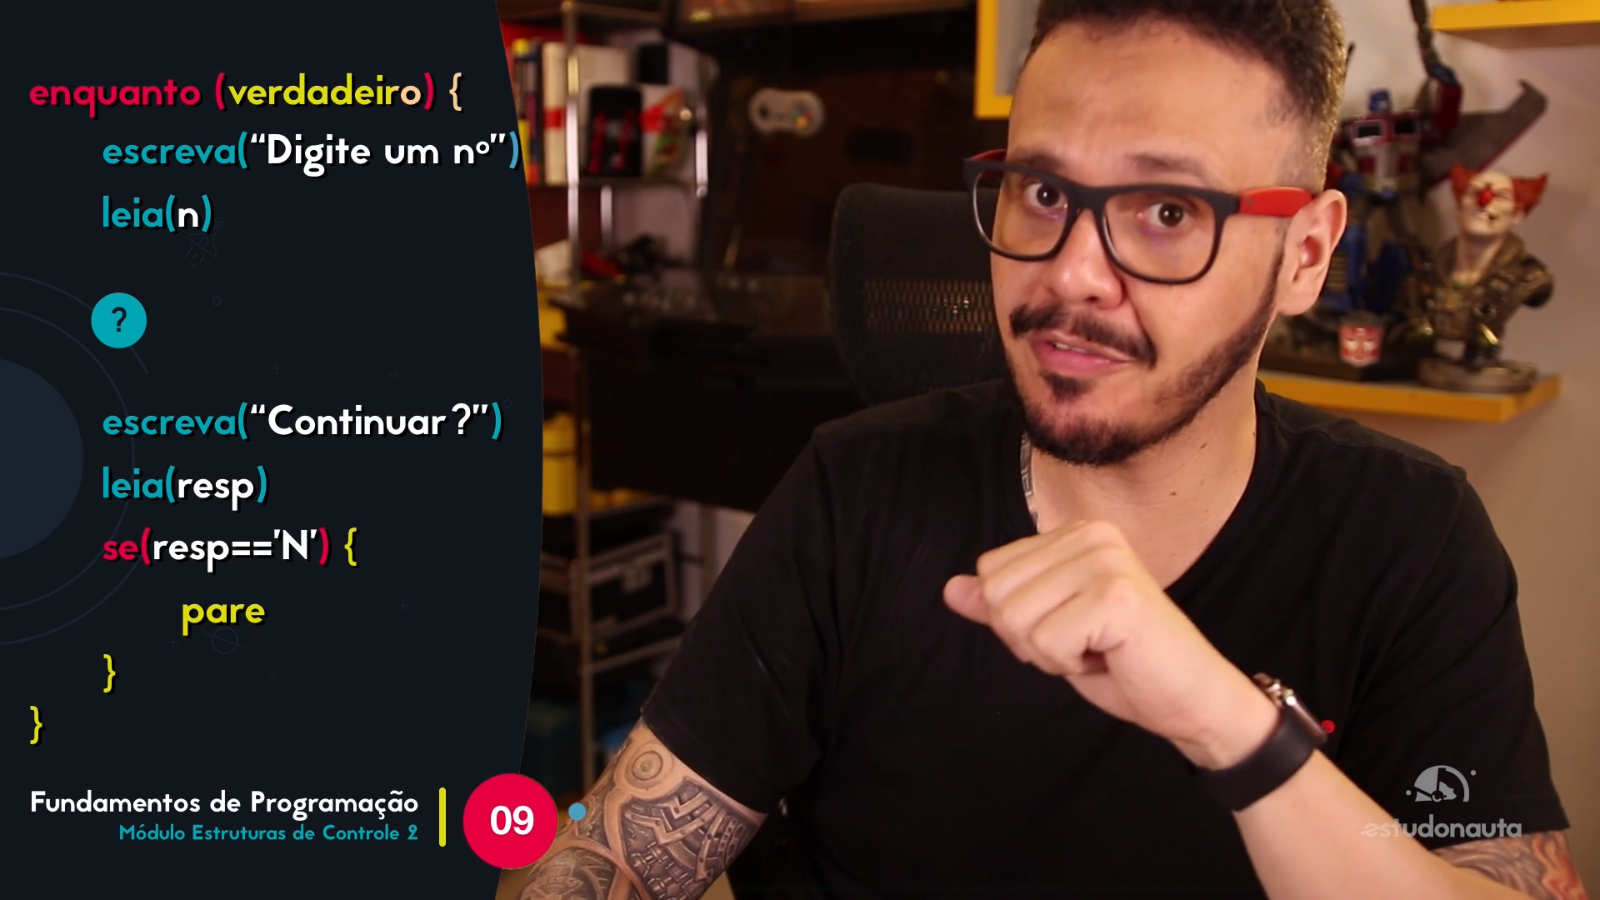 enquanto (verdadeiro) {
escreva(“Digite um nº”)
leia(n)
?
escreva(“Continuar?”)
leia(resp)
se(resp=='N') {
pare
}
}
Fundamentos de Programação
Módulo Estruturas de Controle 2
09
estudonauta